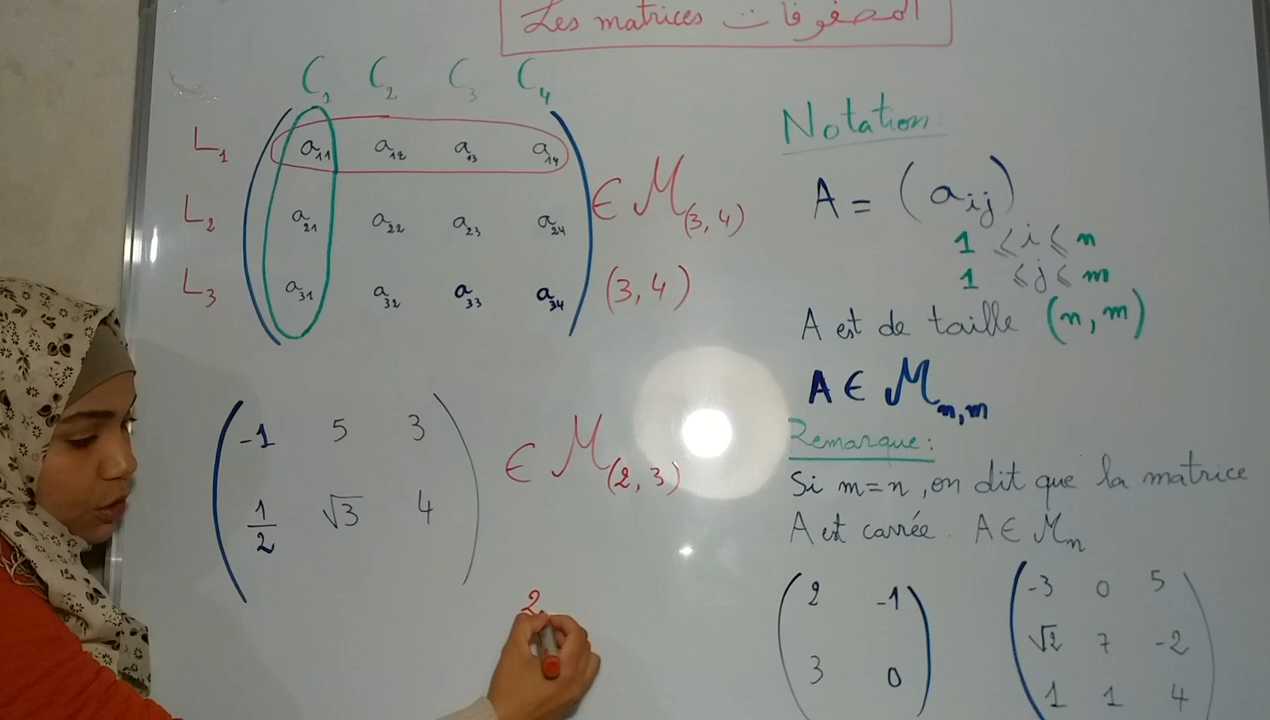 Les matrices المصفوفات
C₁ C₂ C₃ C₄
L₁ a₁₁ a₁₂ a₁₃ a₁₄
L₂ a₂₁ a₂₂ a₂₃ a₂₄ ∈ M₍₃,₄₎
L₃ a₃₁ a₃₂ a₃₃ a₃₄ (3,4)
-1 5 3
1/2 √3 4
∈ M₍₂,₃₎
2
Notation:
A = (aᵢⱼ)
1 ≤ i ≤ n
1 ≤ j ≤ m
A est de taille (n,m)
A ∈ Mₙ,ₘ
Remarque:
Si m=n, on dit que la matrice
A est carrée. A ∈ Mₙ
2 -1
3 0
-3 0 5
√2 7 -2
1 1 4